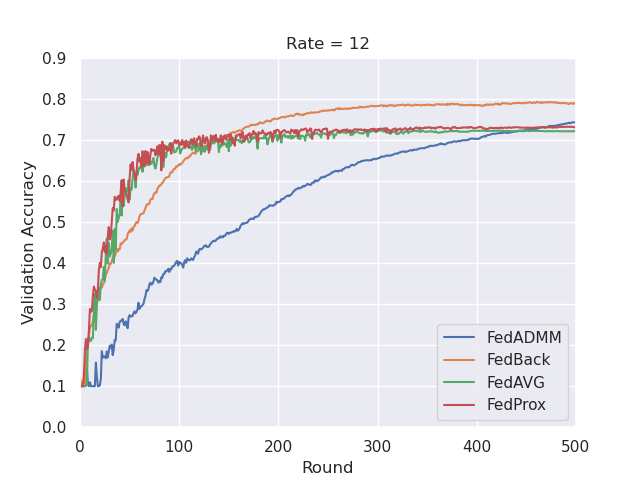 Rate = 12
Validation Accuracy
0.9
0.8
0.7
0.6
0.5
0.4
0.3
0.2
0.1
0.0
0 100 200 300 400 500
Round
FedADMM
FedBack
FedAVG
FedProx